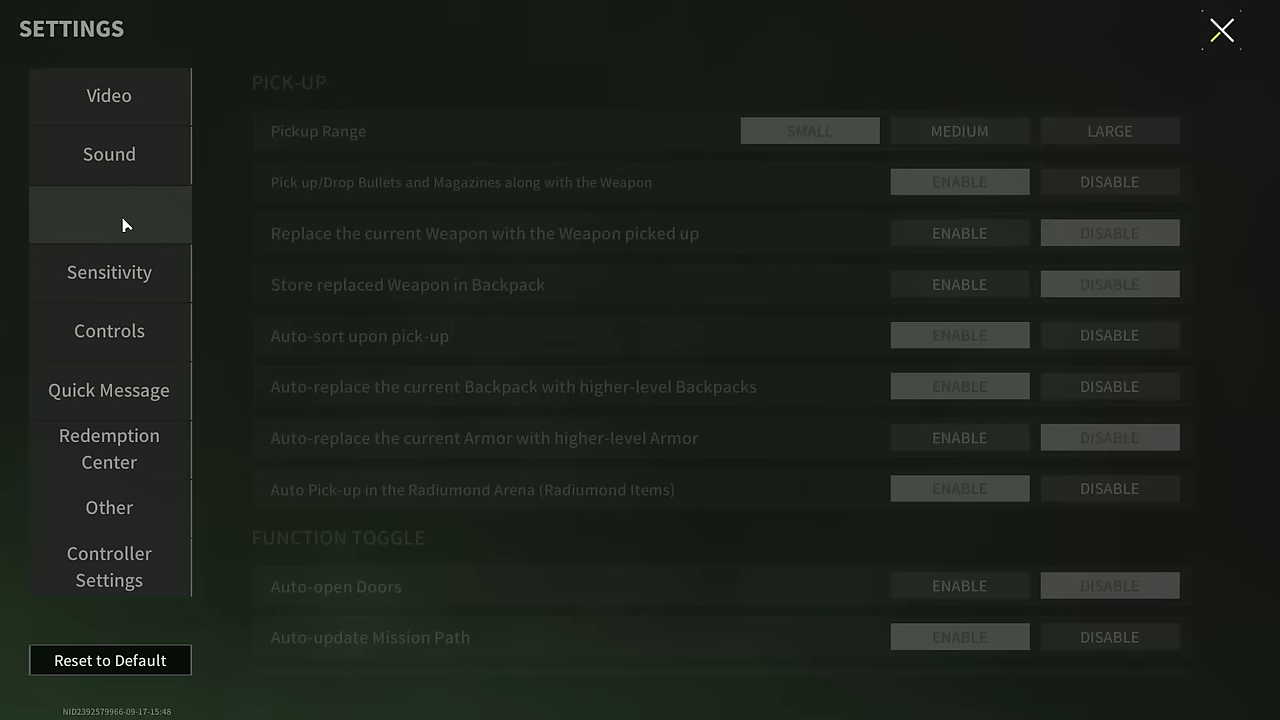 SETTINGS
Video
Sound
Sensitivity
Controls
Quick Message
Redemption
Center
Other
Controller
Settings
Reset to Default
NID2392579966-09-17-15:48
PICK-UP
Pickup Range SMALL MEDIUM LARGE
Pick up/Drop Bullets and Magazines along with the Weapon ENABLE DISABLE
Replace the current Weapon with the Weapon picked up ENABLE DISABLE
Store replaced Weapon in Backpack ENABLE DISABLE
Auto-sort upon pick-up ENABLE DISABLE
Auto-replace the current Backpack with higher-level Backpacks ENABLE DISABLE
Auto-replace the current Armor with higher-level Armor ENABLE DISABLE
Auto Pick-up in the Radiumond Arena (Radiumond Items) ENABLE DISABLE
FUNCTION TOGGLE
Auto-open Doors ENABLE DISABLE
Auto-update Mission Path ENABLE DISABLE